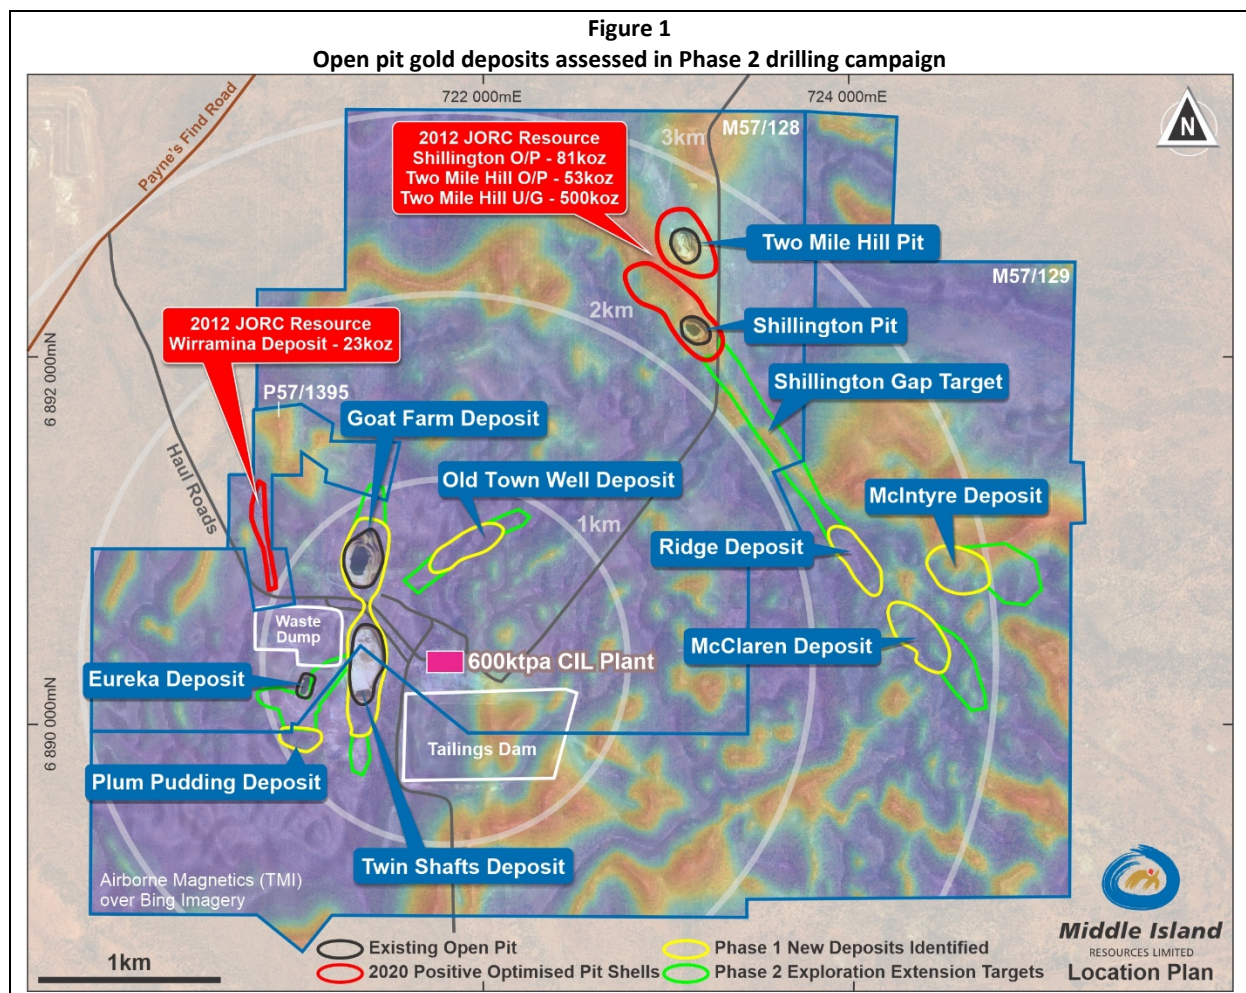 Figure 1
Open pit gold deposits assessed in Phase 2 drilling campaign
722 000mE
724 000mE
Payne's Find Road
2012 JORC Resource
Shillington O/P - 81koz
Two Mile Hill O/P - 53koz
Two Mile Hill U/G - 500koz
3km
M57/128
N
Two Mile Hill Pit
M57/129
2km
Shillington Pit
2012 JORC Resource
Wirramina Deposit - 23koz
6 892 000mN
Shillington Gap Target
P57/1395
Goat Farm Deposit
Haul Roads
Old Town Well Deposit
McIntyre Deposit
1km
Ridge Deposit
Waste
Dump
McClaren Deposit
600ktpa CIL Plant
Eureka Deposit
6 890 000mN
Tailings Dam
Plum Pudding Deposit
Twin Shafts Deposit
Airborne Magnetics (TMI)
over Bing Imagery
Middle Island
RESOURCES LIMITED
Location Plan
1km
Existing Open Pit
2020 Positive Optimised Pit Shells
Phase 1 New Deposits Identified
Phase 2 Exploration Extension Targets